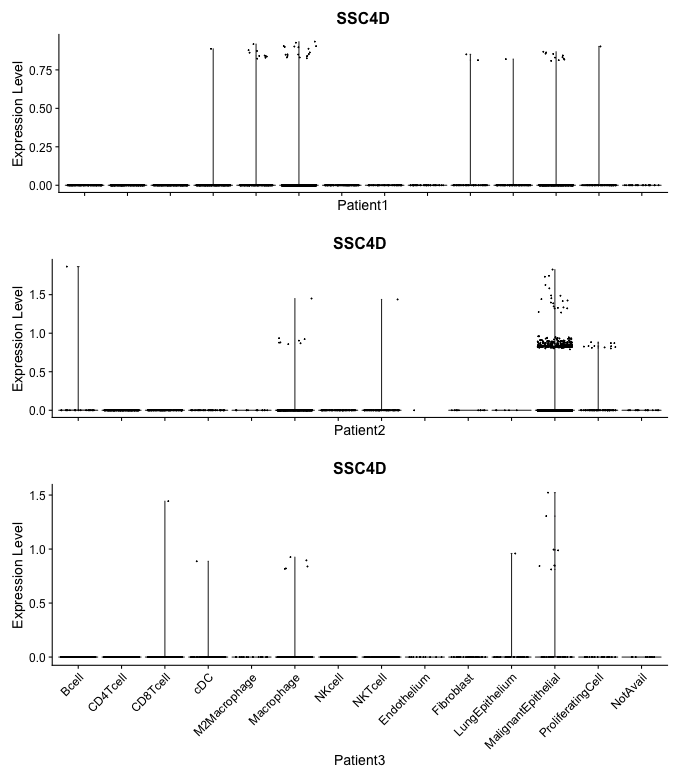 SSC4D
Expression Level
0.75
0.50
0.25
0.00
Patient1
SSC4D
Expression Level
1.5
1.0
0.5
0.0
Patient2
SSC4D
Expression Level
1.5
1.0
0.5
0.0
Bcell
CD4Tcell
CD8Tcell
cDC
M2Macrophage
Macrophage
NKcell
NKTcell
Endothelium
Fibroblast
LungEpithelium
MalignantEpithelial
ProliferatingCell
NotAvail
Patient3